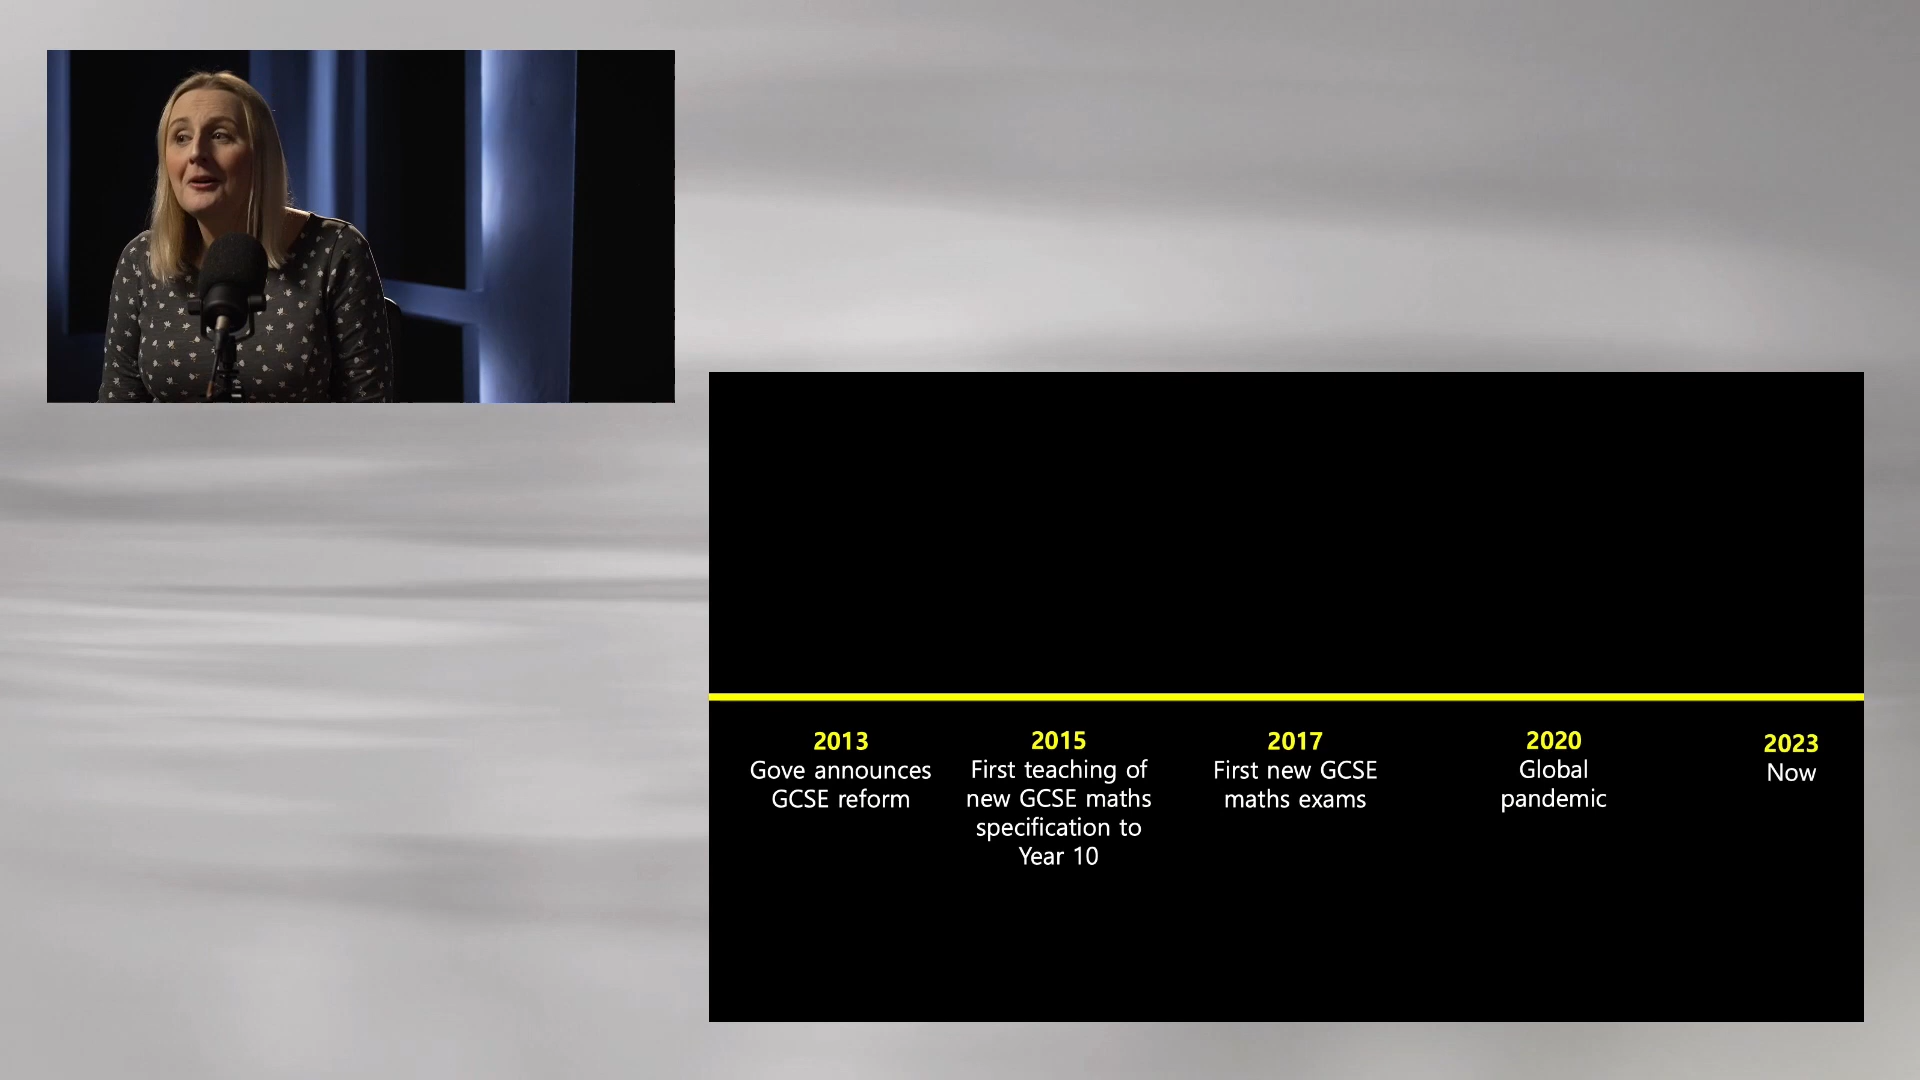 2013
Gove announces
GCSE reform
2015
First teaching of
new GCSE maths
specification to
Year 10
2017
First new GCSE
maths exams
2020
Global
pandemic
2023
Now